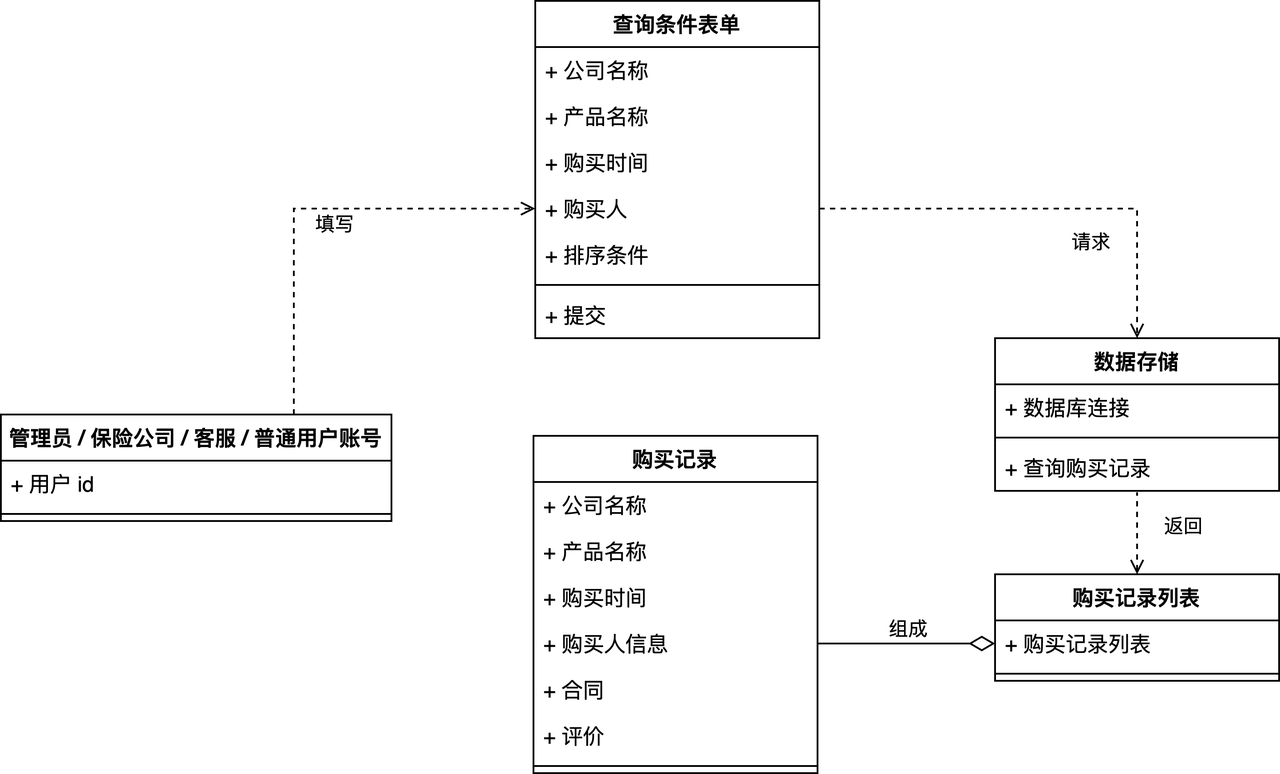 查询条件表单
+ 公司名称
+ 产品名称
+ 购买时间
+ 购买人
+ 排序条件
+ 提交
填写
请求
数据存储
+ 数据库连接
+ 查询购买记录
管理员 / 保险公司 / 客服 / 普通用户账号
+ 用户 id
购买记录
+ 公司名称
+ 产品名称
+ 购买时间
+ 购买人信息
+ 合同
+ 评价
返回
购买记录列表
+ 购买记录列表
组成